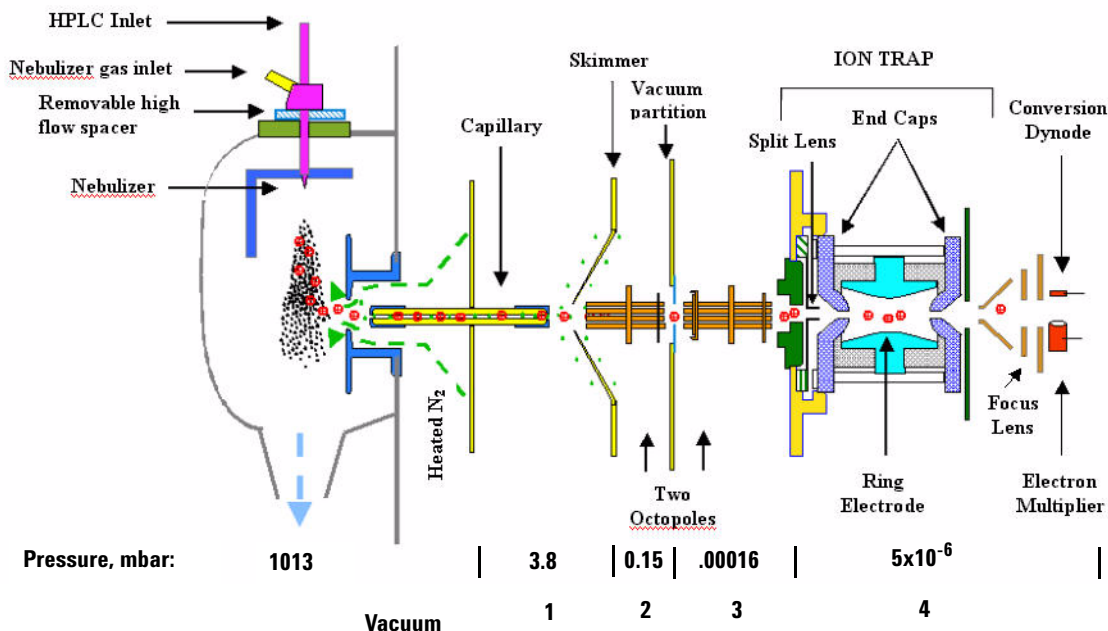 HPLC Inlet
Nebulizer gas inlet
Removable high
flow spacer
Nebulizer
Capillary
Skimmer
Vacuum
partition
ION TRAP
Split Lens
End Caps
Conversion
Dynode
Heated N₂
Two
Octopoles
Ring
Electrode
Focus
Lens
Electron
Multiplier
Pressure, mbar: 1013 3.8 0.15 .00016 5x10⁻⁶
Vacuum 1 2 3 4